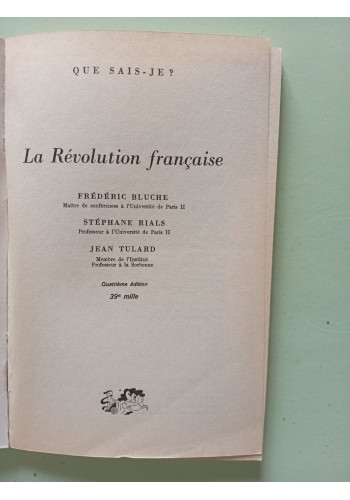 QUE SAIS-JE ?
La Révolution française
FRÉDÉRIC BLUCHE
Maître de conférences à l'Université de Paris II
STÉPHANE RIALS
Professeur à l'Université de Paris II
JEAN TULARD
Membre de l'Institut
Professeur à la Sorbonne
Quatrième édition
39e mille